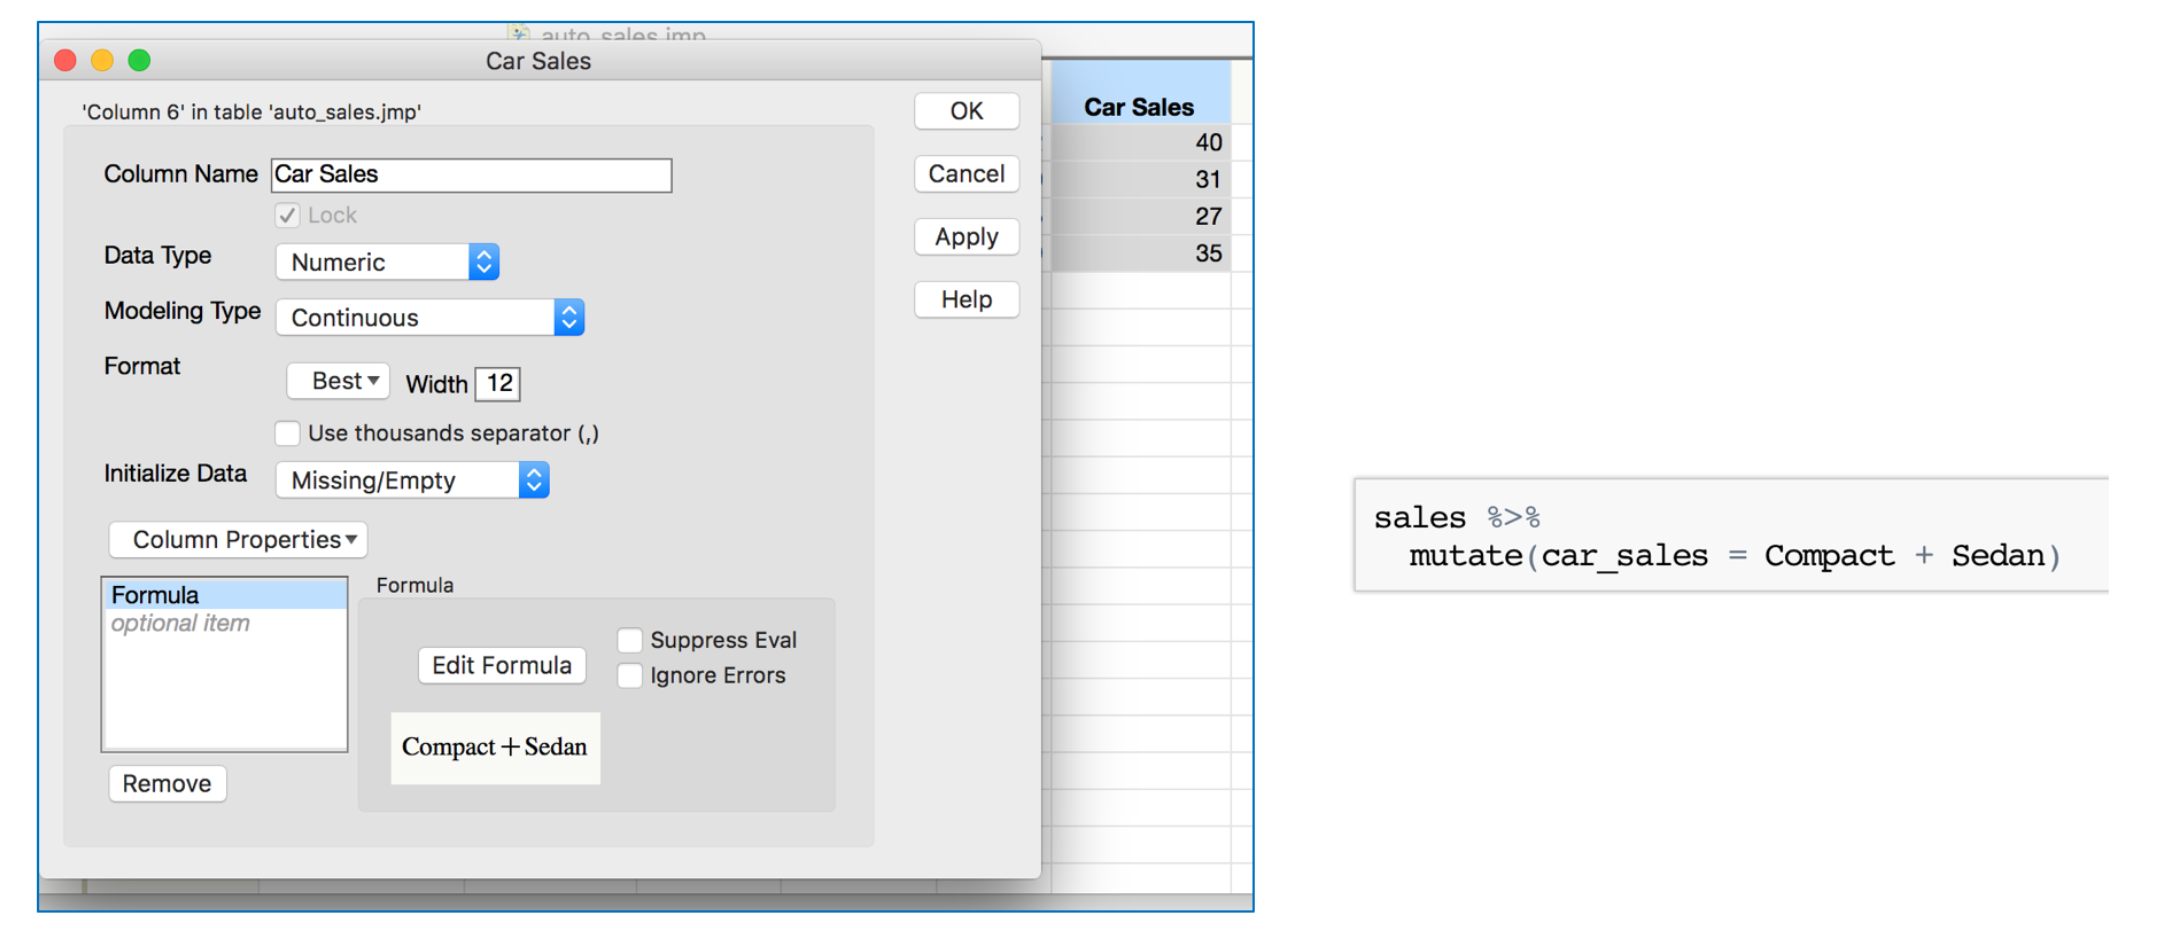 auto_sales.jmp
Car Sales
'Column 6' in table 'auto_sales.jmp'
OK
Column Name Car Sales
Cancel
Lock
Data Type Numeric
Apply
Modeling Type Continuous
Help
Format Best Width 12
Use thousands separator (,)
Initialize Data Missing/Empty
Column Properties
Formula
optional item
Formula
Suppress Eval
Edit Formula
Ignore Errors
Compact + Sedan
Remove
Car Sales
40
31
27
35
sales %>%
mutate(car_sales = Compact + Sedan)